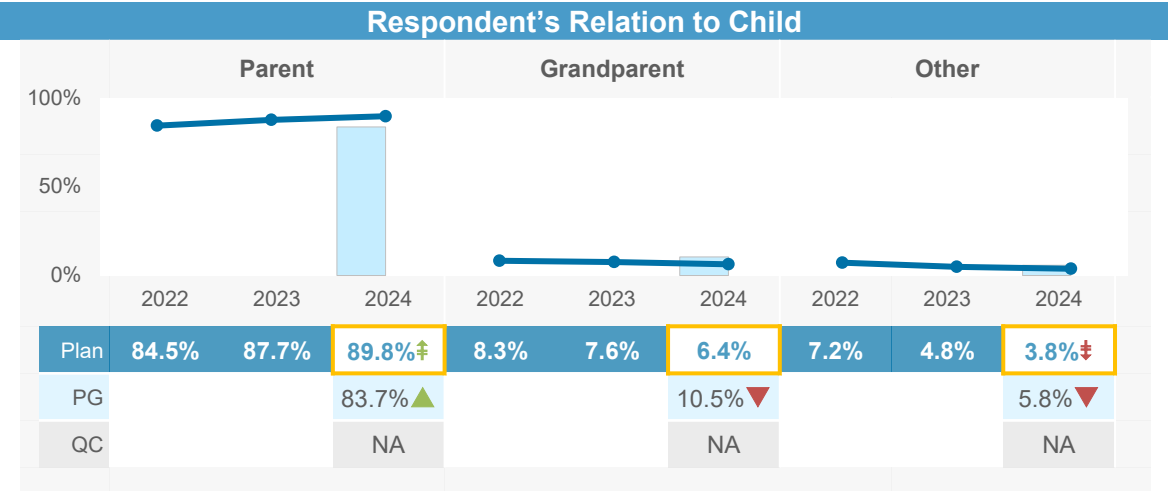 Respondent’s Relation to Child
Parent Grandparent Other
100%
50%
0%
2022 2023 2024 2022 2023 2024 2022 2023 2024
Plan 84.5% 87.7% 89.8%⯭ 8.3% 7.6% 6.4% 7.2% 4.8% 3.8%⯯
PG 83.7%▲ 10.5%▼ 5.8%▼
QC NA NA NA